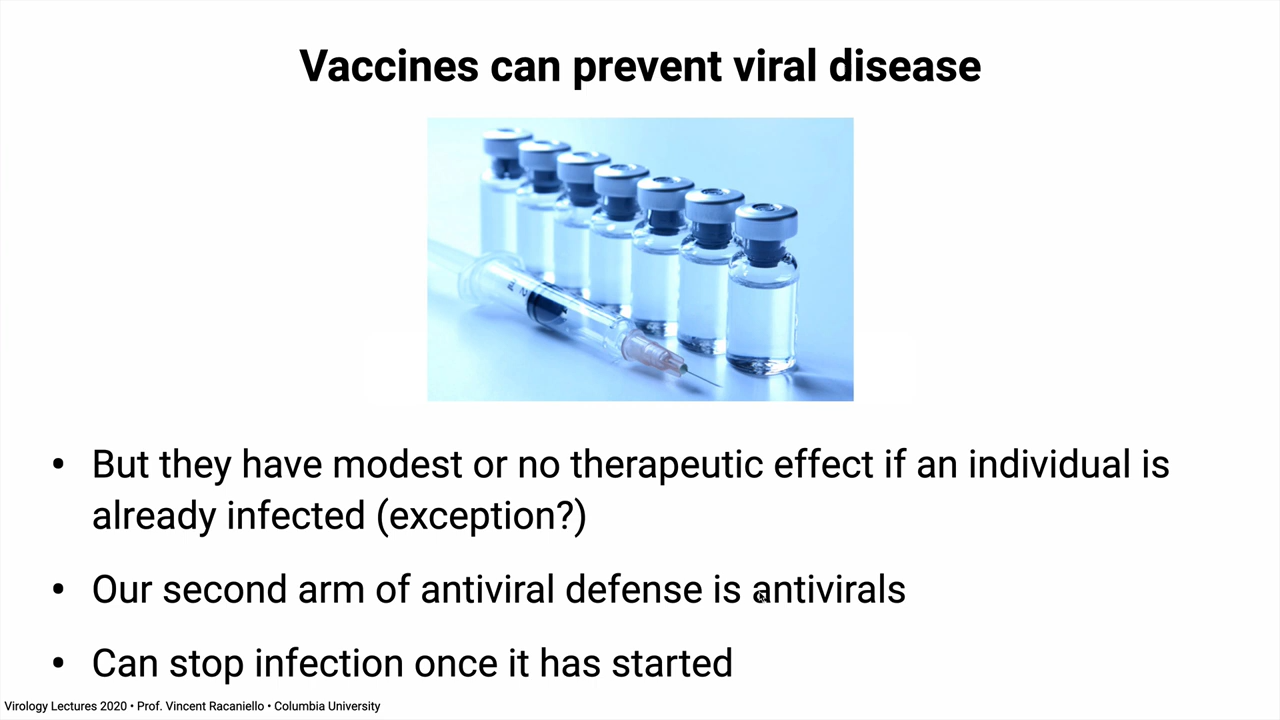 Vaccines can prevent viral disease
• But they have modest or no therapeutic effect if an individual is
already infected (exception?)
• Our second arm of antiviral defense is antivirals
• Can stop infection once it has started
Virology Lectures 2020 • Prof. Vincent Racaniello • Columbia University